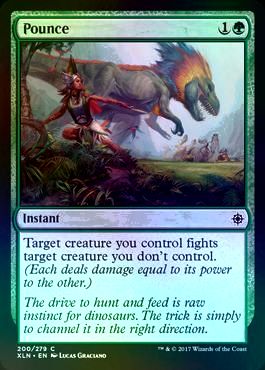 Pounce 1
Instant
Target creature you control fights
target creature you don't control.
(Each deals damage equal to its power
to the other.)
The drive to hunt and feed is raw
instinct for dinosaurs. The trick is simply
to channel it in the right direction.
200/279 C
XLN • EN Lucas Graciano
™ & © 2017 Wizards of the Coast